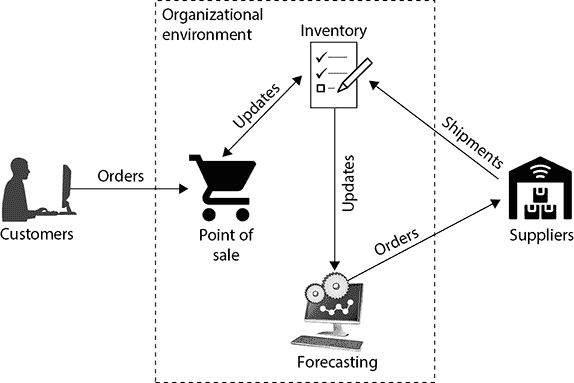 Organizational
environment
Inventory
Updates
Shipments
Orders
Updates
Customers
Point of
sale
Orders
Suppliers
Forecasting